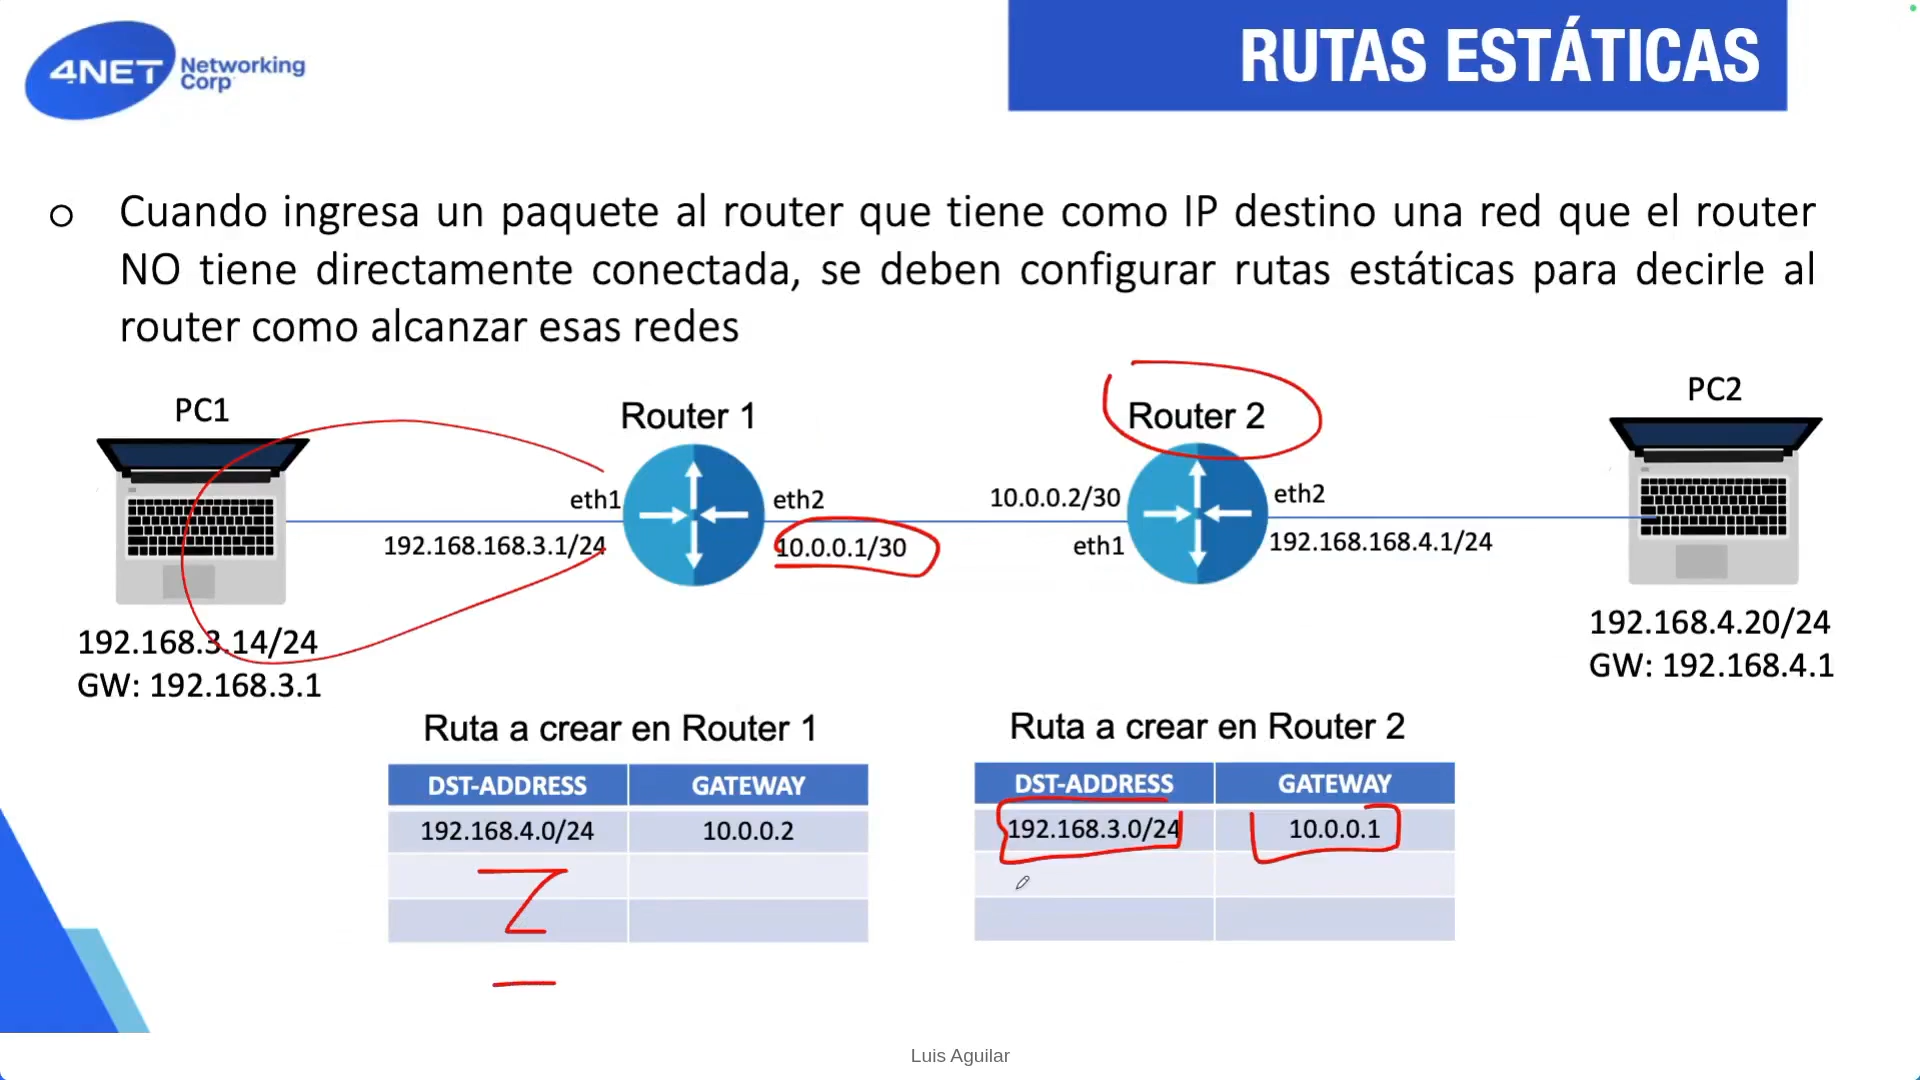 4NET Networking
Corp
RUTAS ESTÁTICAS
o Cuando ingresa un paquete al router que tiene como IP destino una red que el router
NO tiene directamente conectada, se deben configurar rutas estáticas para decirle al
router como alcanzar esas redes
PC1
Router 1
Router 2
PC2
eth1
eth2
10.0.0.2/30
eth2
192.168.168.3.1/24
10.0.0.1/30
eth1
192.168.168.4.1/24
192.168.3.14/24
GW: 192.168.3.1
192.168.4.20/24
GW: 192.168.4.1
Ruta a crear en Router 1
DST-ADDRESS GATEWAY
192.168.4.0/24 10.0.0.2
Ruta a crear en Router 2
DST-ADDRESS GATEWAY
192.168.3.0/24 10.0.0.1
Luis Aguilar